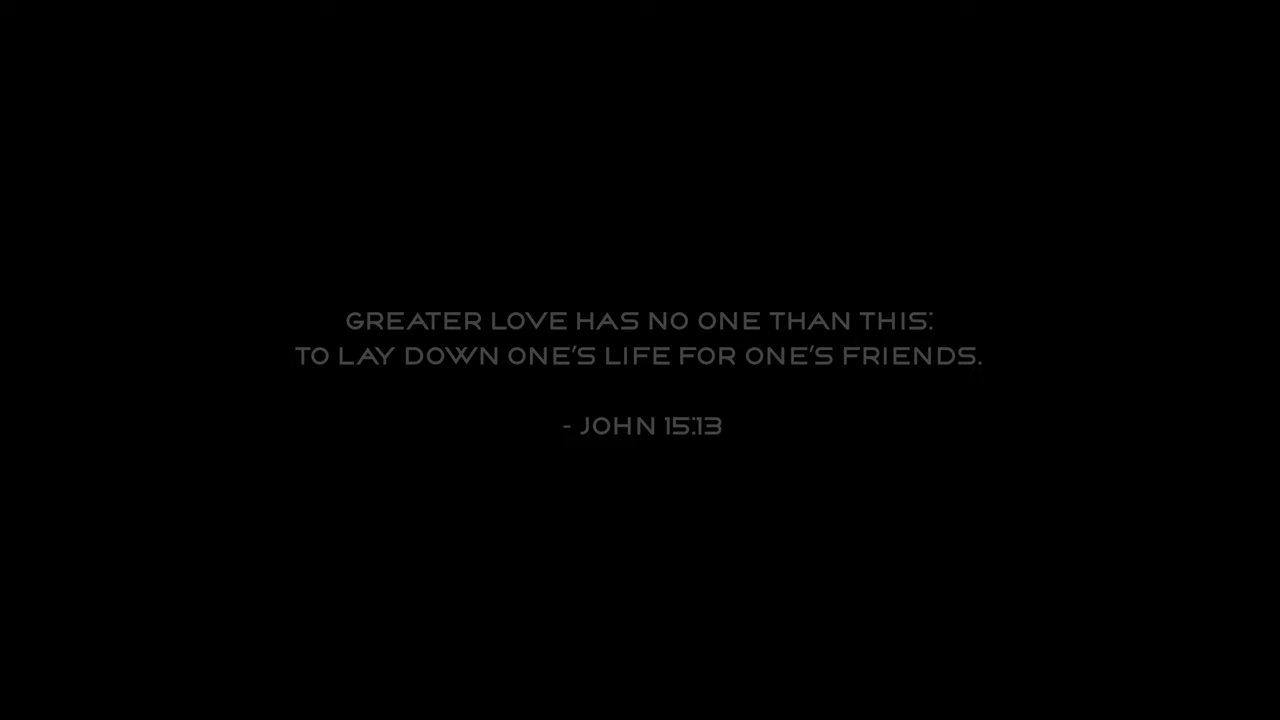 GREATER LOVE HAS NO ONE THAN THIS:
TO LAY DOWN ONE'S LIFE FOR ONE'S FRIENDS.
- JOHN 15:13